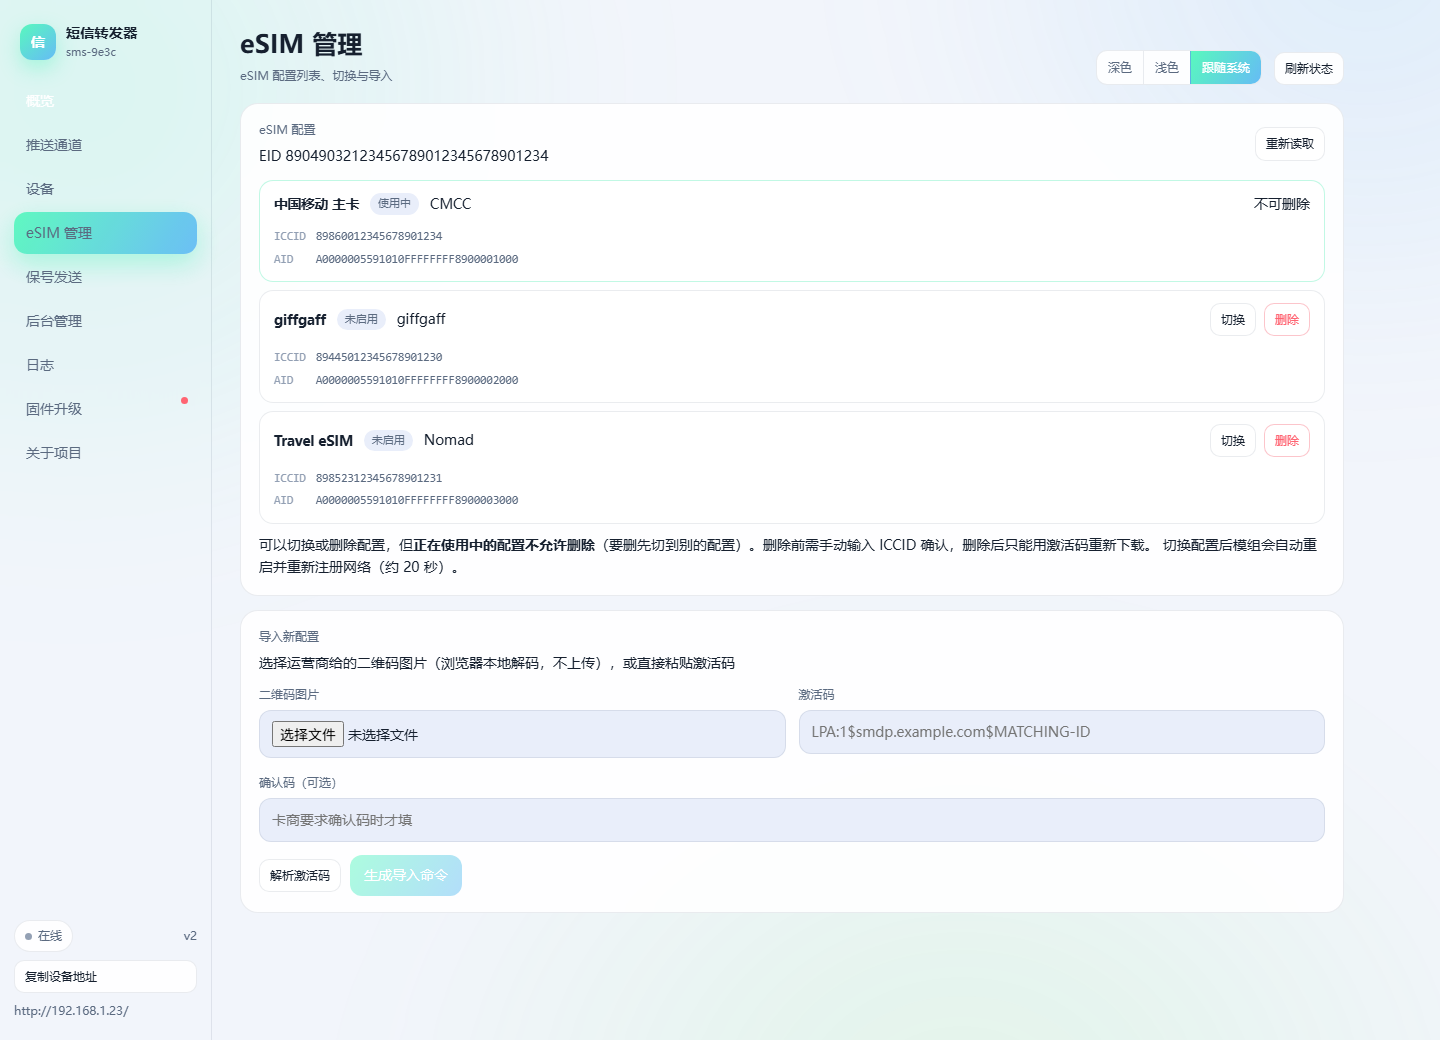 信
短信转发器
sms-9e3c
概览
推送通道
设备
eSIM 管理
保号发送
后台管理
日志
固件升级
关于项目
在线
v2
复制设备地址
http://192.168.1.23/
eSIM 管理
eSIM 配置列表、切换与导入
深色
浅色
跟随系统
刷新状态
eSIM 配置
EID 89049032123456789012345678901234
重新读取
中国移动 主卡 使用中 CMCC
不可删除
ICCID 89860012345678901234
AID A0000005591010FFFFFFFF8900001000
giffgaff 未启用 giffgaff
切换
删除
ICCID 89445012345678901230
AID A0000005591010FFFFFFFF8900002000
Travel eSIM 未启用 Nomad
切换
删除
ICCID 89852312345678901231
AID A0000005591010FFFFFFFF8900003000
可以切换或删除配置，但正在使用中的配置不允许删除（要删先切到别的配置）。删除前需手动输入 ICCID 确认，删除后只能用激活码重新下载。 切换配置后模组会自动重
启并重新注册网络（约 20 秒）。
导入新配置
选择运营商给的二维码图片（浏览器本地解码，不上传），或直接粘贴激活码
二维码图片
选择文件 未选择文件
激活码
LPA:1$smdp.example.com$MATCHING-ID
确认码（可选）
卡商要求确认码时才填
解析激活码
生成导入命令